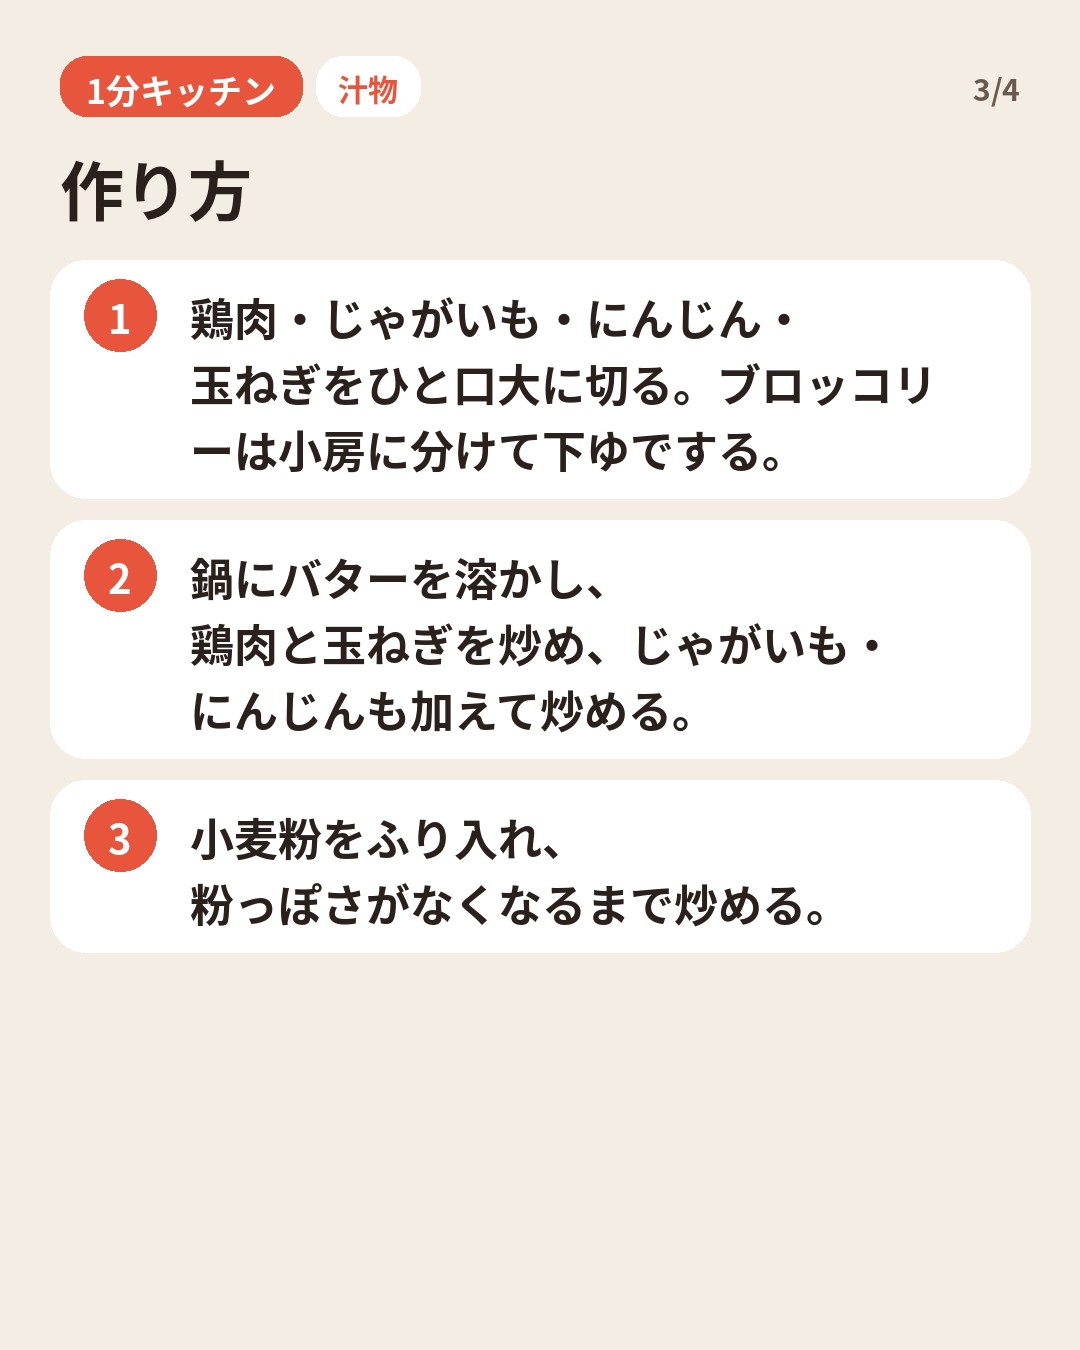 1分キッチン 汁物 3/4
作り方
1 鶏肉・じゃがいも・にんじん・
玉ねぎをひと口大に切る。ブロッコリ
ーは小房に分けて下ゆでする。
2 鍋にバターを溶かし、
鶏肉と玉ねぎを炒め、じゃがいも・
にんじんも加えて炒める。
3 小麦粉をふり入れ、
粉っぽさがなくなるまで炒める。